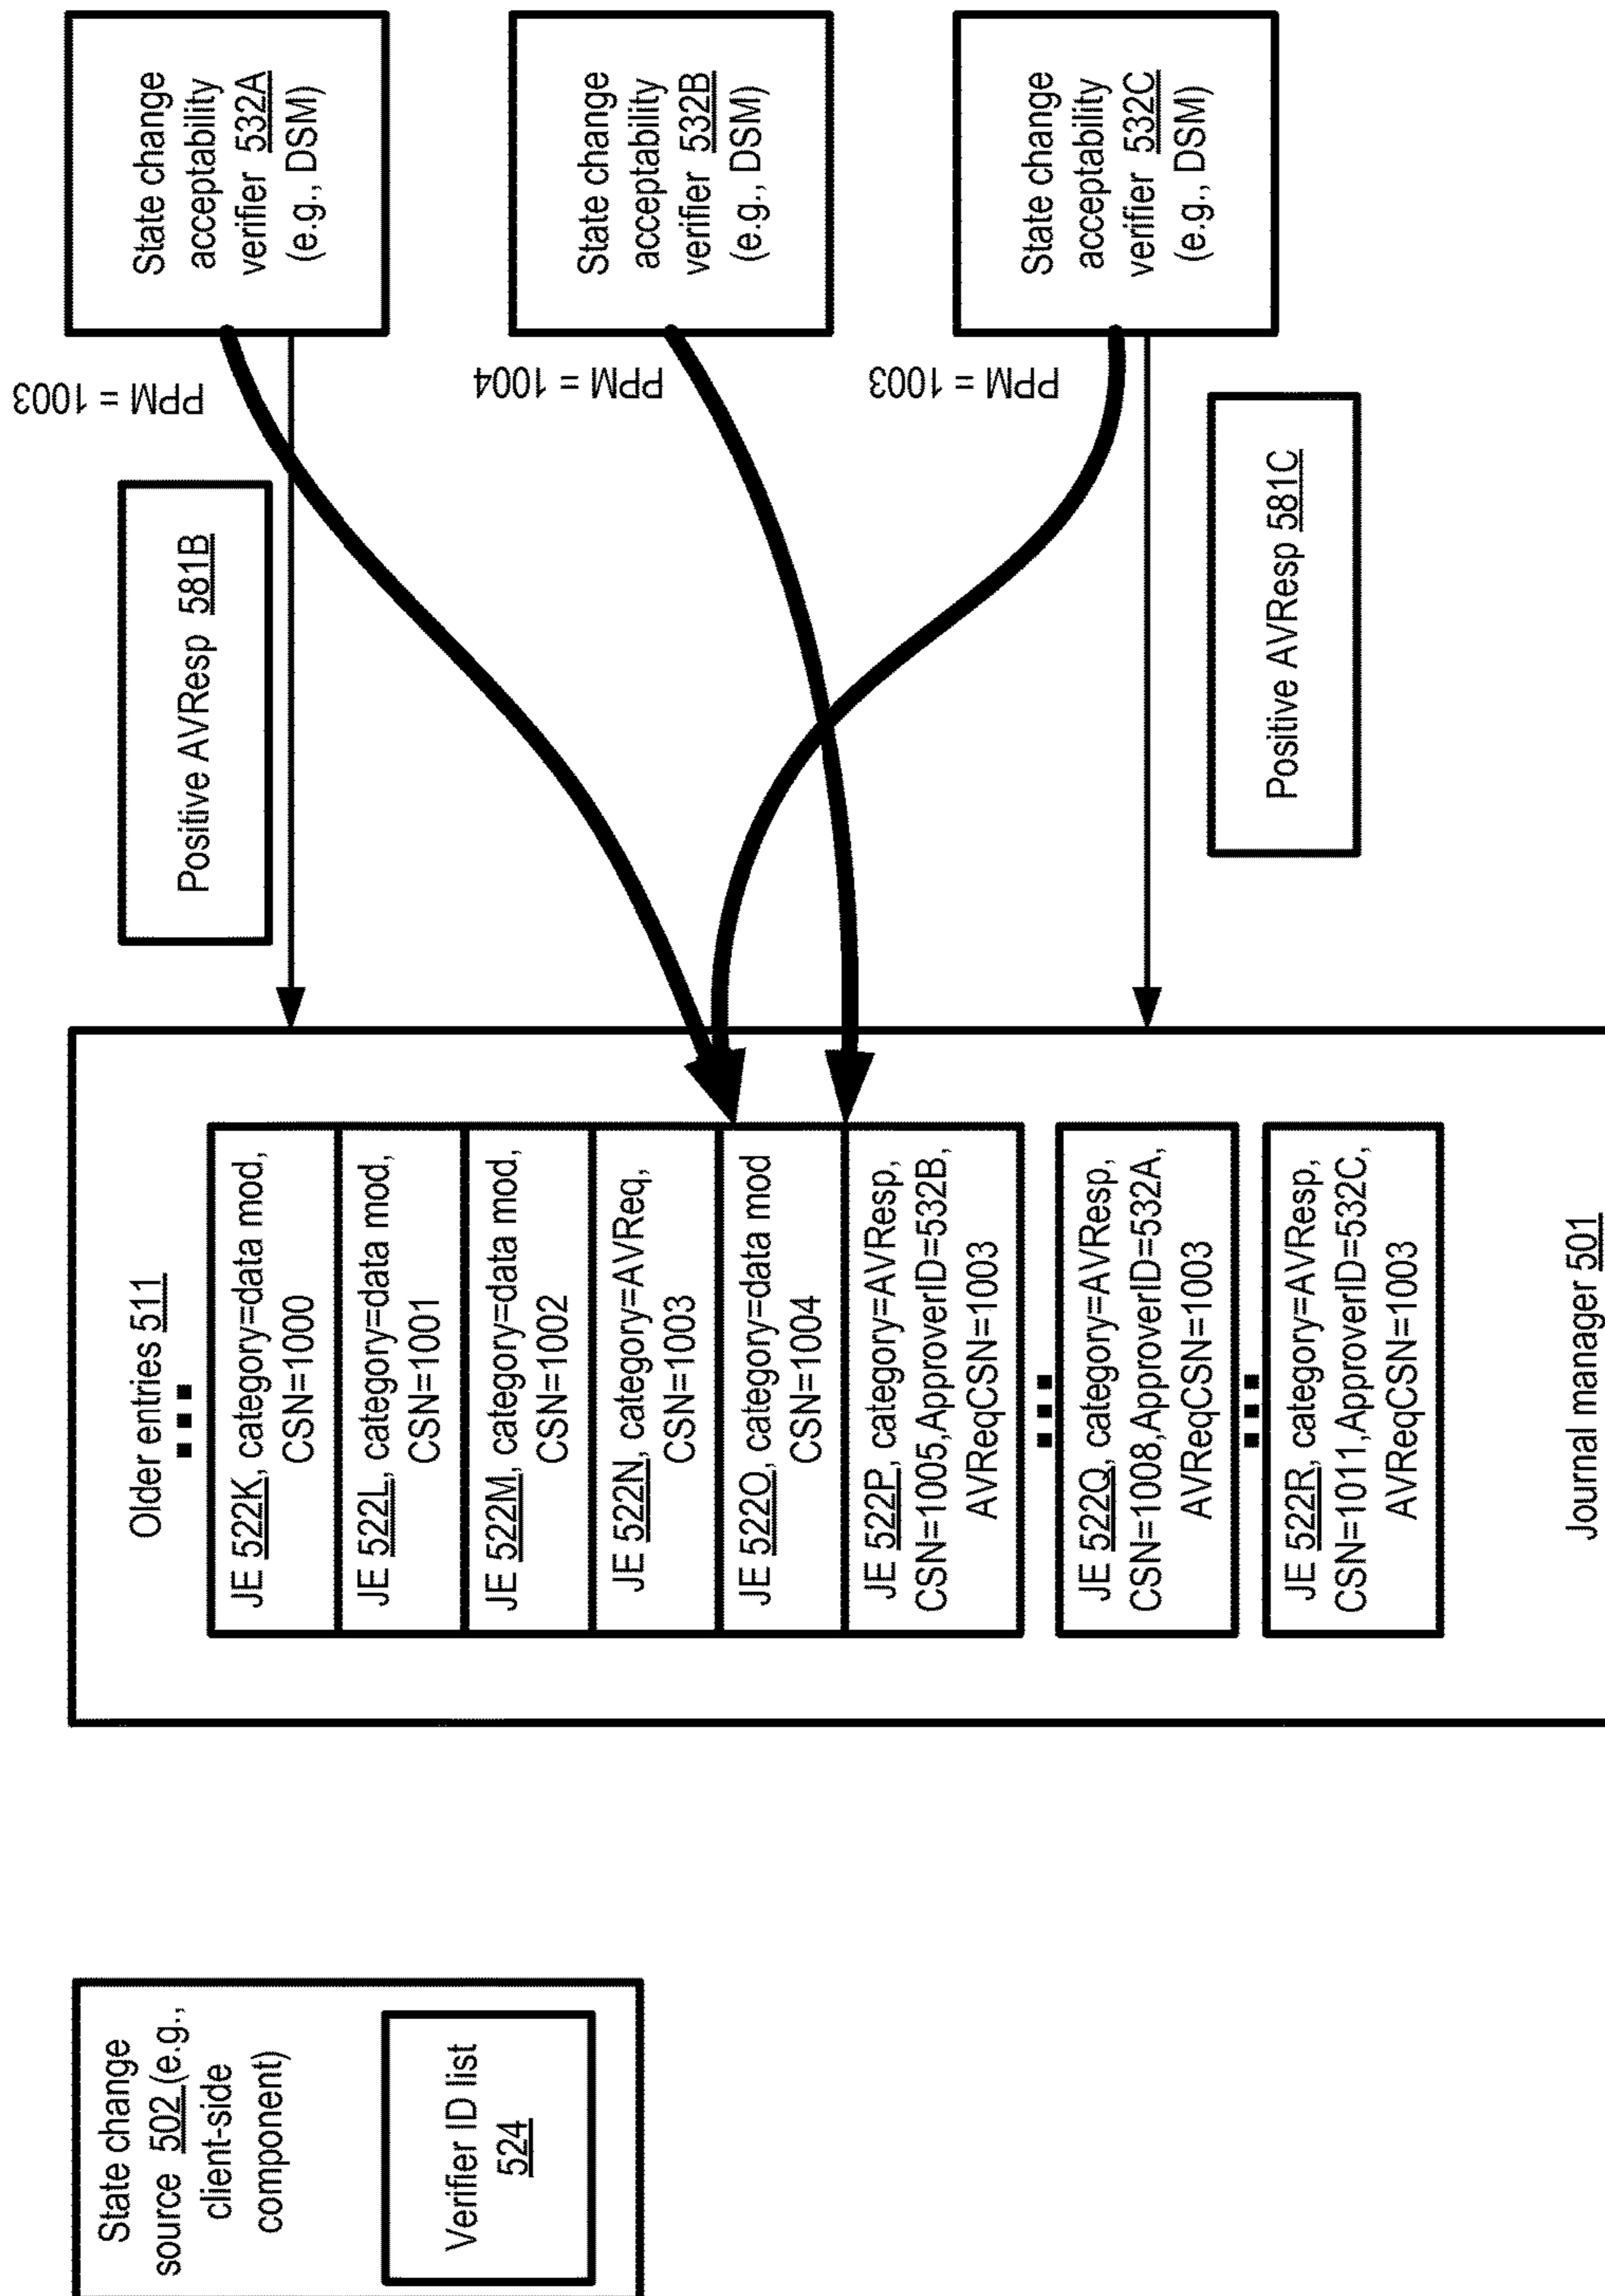 State change
source 502 (e.g.,
client-side
component)
Verifier ID list
524
Older entries 511
JE 522K, category=data mod,
CSN=1000
JE 522L, category=data mod,
CSN=1001
JE 522M, category=data mod,
CSN=1002
JE 522N, category=AVReq,
CSN=1003
JE 522O, category=data mod
CSN=1004
JE 522P, category=AVResp,
CSN=1005,ApproverID=532B,
AVReqCSN=1003
JE 522Q, category=AVResp,
CSN=1008,ApproverID=532A,
AVReqCSN=1003
JE 522R, category=AVResp,
CSN=1011,ApproverID=532C,
AVReqCSN=1003
Journal manager 501
Positive AVResp 581B
Positive AVResp 581C
PPM = 1003
PPM = 1004
PPM = 1003
State change
acceptability
verifier 532A
(e.g., DSM)
State change
acceptability
verifier 532B
(e.g., DSM)
State change
acceptability
verifier 532C
(e.g., DSM)